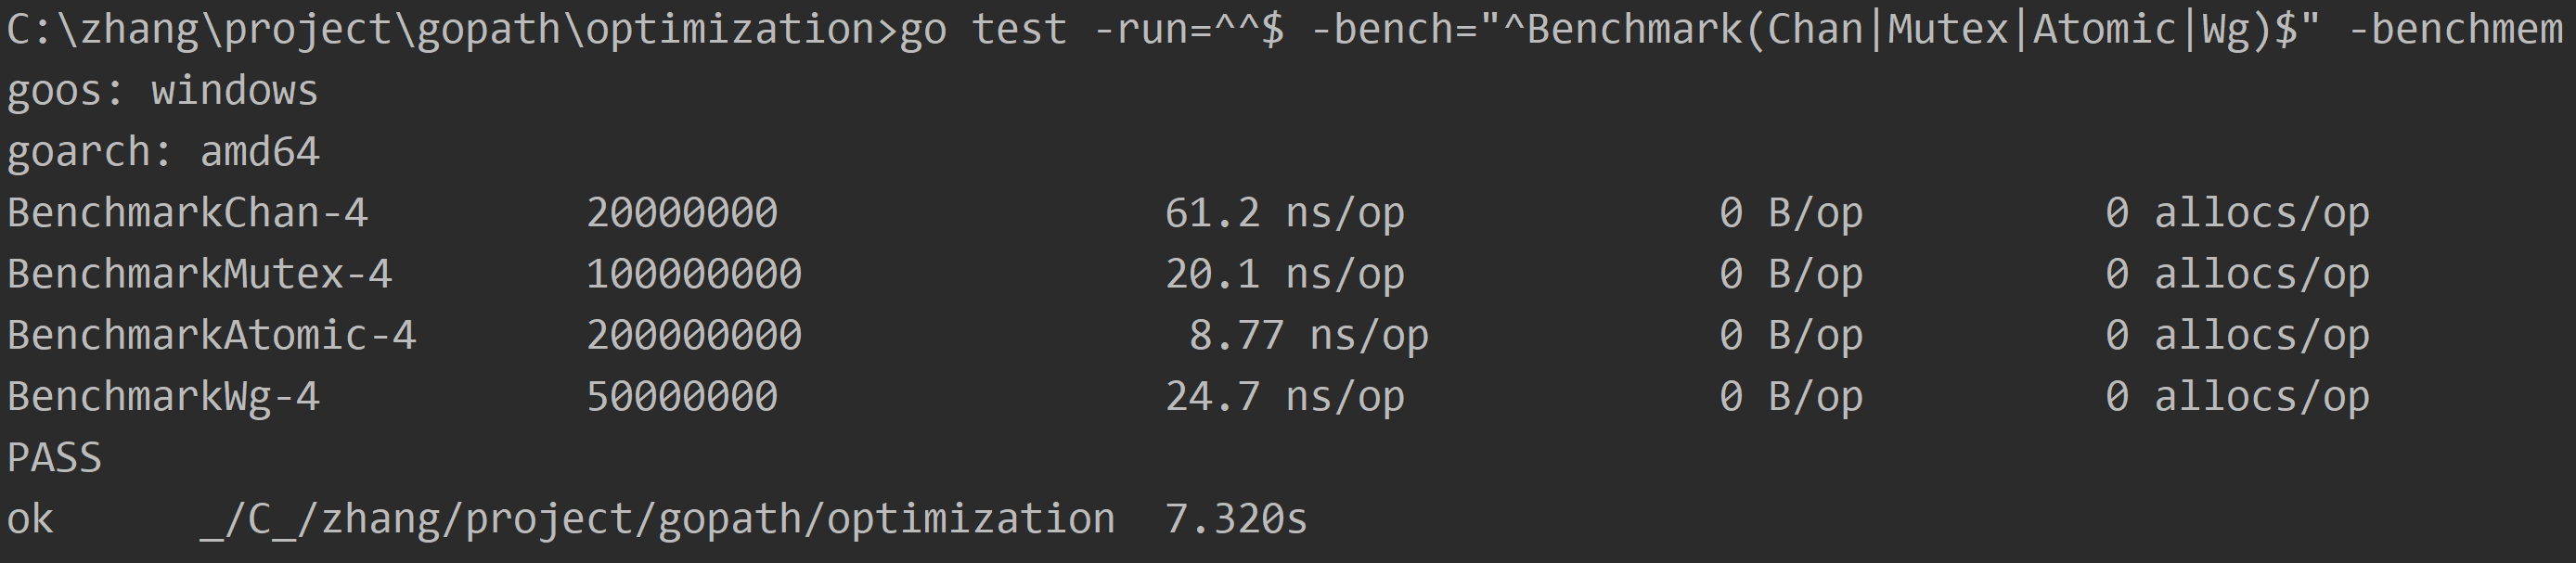 C:\zhang\project\gopath\optimization>go test -run=^^$ -bench="^Benchmark(Chan|Mutex|Atomic|Wg)$" -benchmem
goos: windows
goarch: amd64
BenchmarkChan-4         20000000                61.2 ns/op             0 B/op          0 allocs/op
BenchmarkMutex-4        100000000               20.1 ns/op             0 B/op          0 allocs/op
BenchmarkAtomic-4       200000000                8.77 ns/op            0 B/op          0 allocs/op
BenchmarkWg-4           50000000                24.7 ns/op             0 B/op          0 allocs/op
PASS
ok      _/C_/zhang/project/gopath/optimization  7.320s